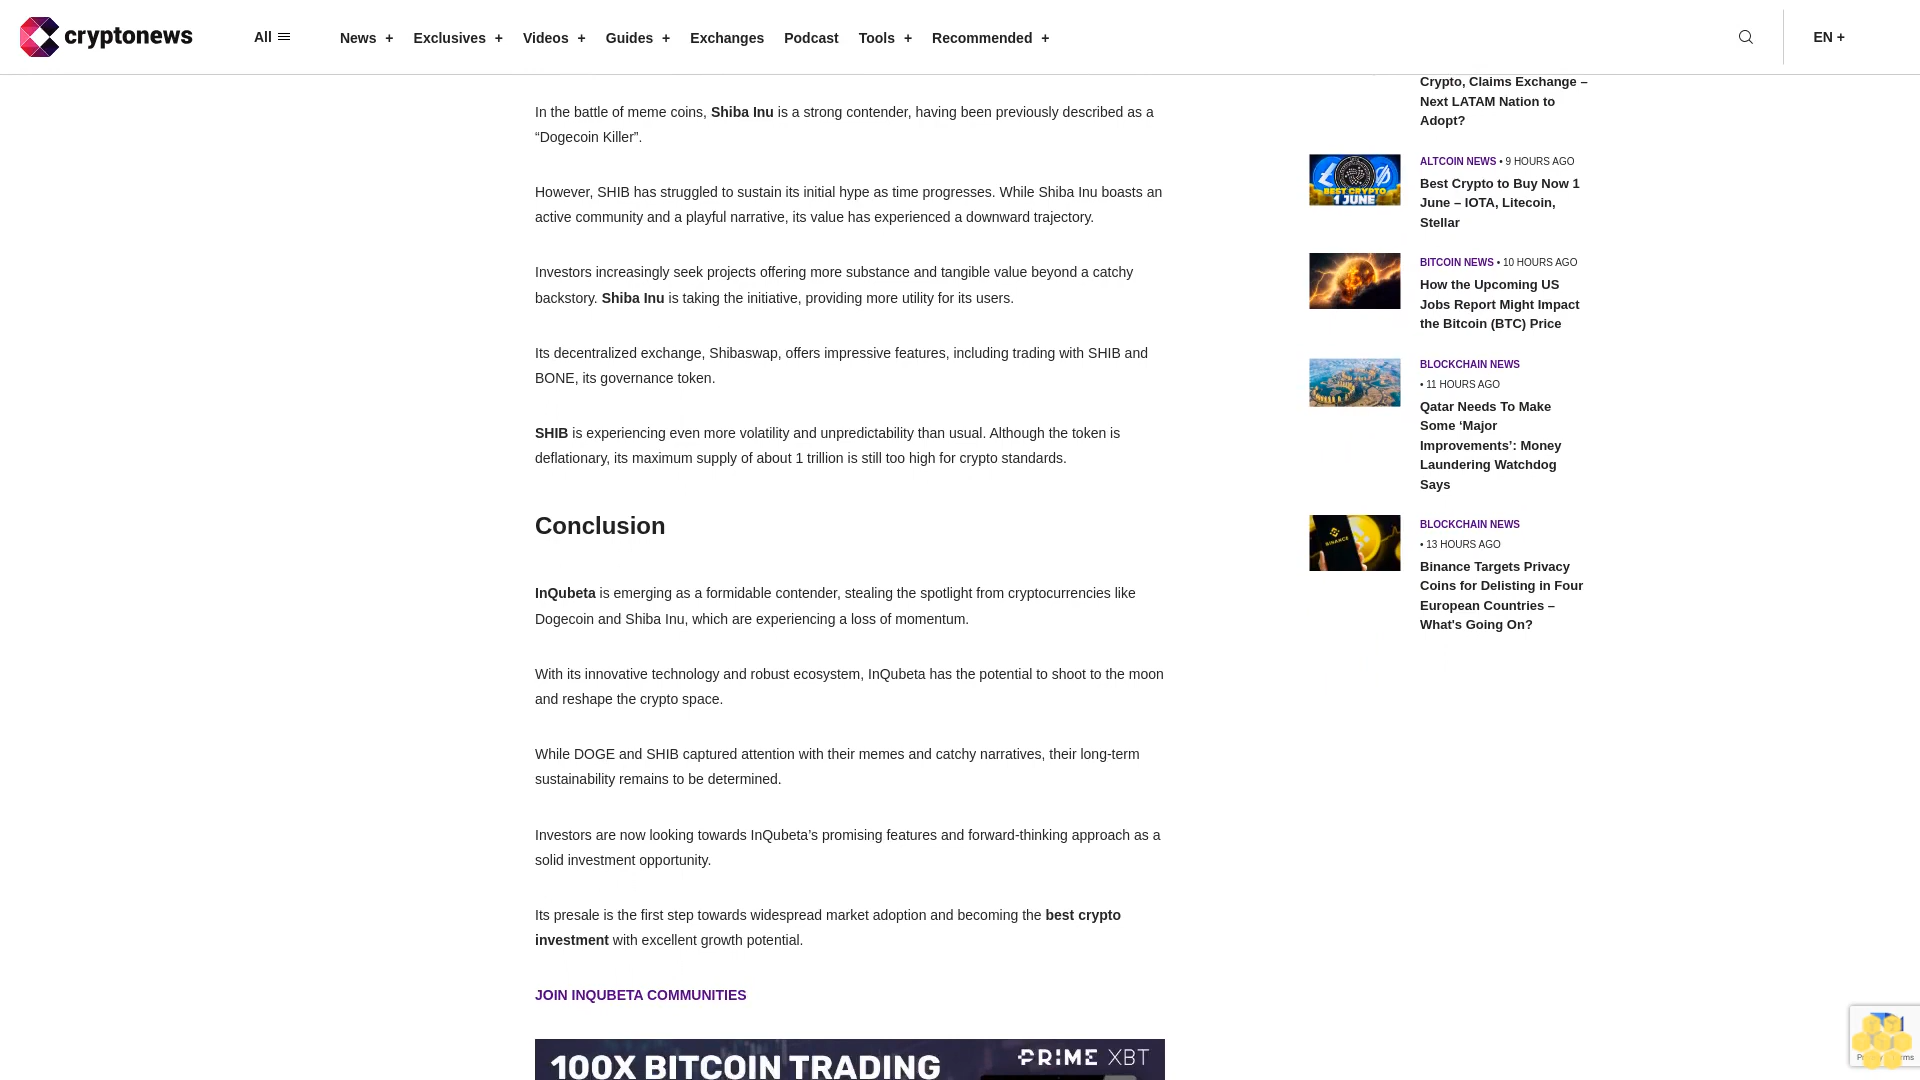 cryptonews
All
News + Exclusives + Videos + Guides + Exchanges Podcast Tools + Recommended +
EN +
In the battle of meme coins, Shiba Inu is a strong contender, having been previously described as a
“Dogecoin Killer”.
However, SHIB has struggled to sustain its initial hype as time progresses. While Shiba Inu boasts an
active community and a playful narrative, its value has experienced a downward trajectory.
Investors increasingly seek projects offering more substance and tangible value beyond a catchy
backstory. Shiba Inu is taking the initiative, providing more utility for its users.
Its decentralized exchange, Shibaswap, offers impressive features, including trading with SHIB and
BONE, its governance token.
SHIB is experiencing even more volatility and unpredictability than usual. Although the token is
deflationary, its maximum supply of about 1 trillion is still too high for crypto standards.
Conclusion
InQubeta is emerging as a formidable contender, stealing the spotlight from cryptocurrencies like
Dogecoin and Shiba Inu, which are experiencing a loss of momentum.
With its innovative technology and robust ecosystem, InQubeta has the potential to shoot to the moon
and reshape the crypto space.
While DOGE and SHIB captured attention with their memes and catchy narratives, their long-term
sustainability remains to be determined.
Investors are now looking towards InQubeta’s promising features and forward-thinking approach as a
solid investment opportunity.
Its presale is the first step towards widespread market adoption and becoming the best crypto
investment with excellent growth potential.
JOIN INQUBETA COMMUNITIES
100X BITCOIN TRADING
PRIME XBT
Crypto, Claims Exchange –
Next LATAM Nation to
Adopt?
BEST CRYPTO
1 JUNE
ALTCOIN NEWS • 9 HOURS AGO
Best Crypto to Buy Now 1
June – IOTA, Litecoin,
Stellar
BITCOIN NEWS • 10 HOURS AGO
How the Upcoming US
Jobs Report Might Impact
the Bitcoin (BTC) Price
BLOCKCHAIN NEWS
• 11 HOURS AGO
Qatar Needs To Make
Some ‘Major
Improvements’: Money
Laundering Watchdog
Says
BINANCE
BLOCKCHAIN NEWS
• 13 HOURS AGO
Binance Targets Privacy
Coins for Delisting in Four
European Countries –
What's Going On?